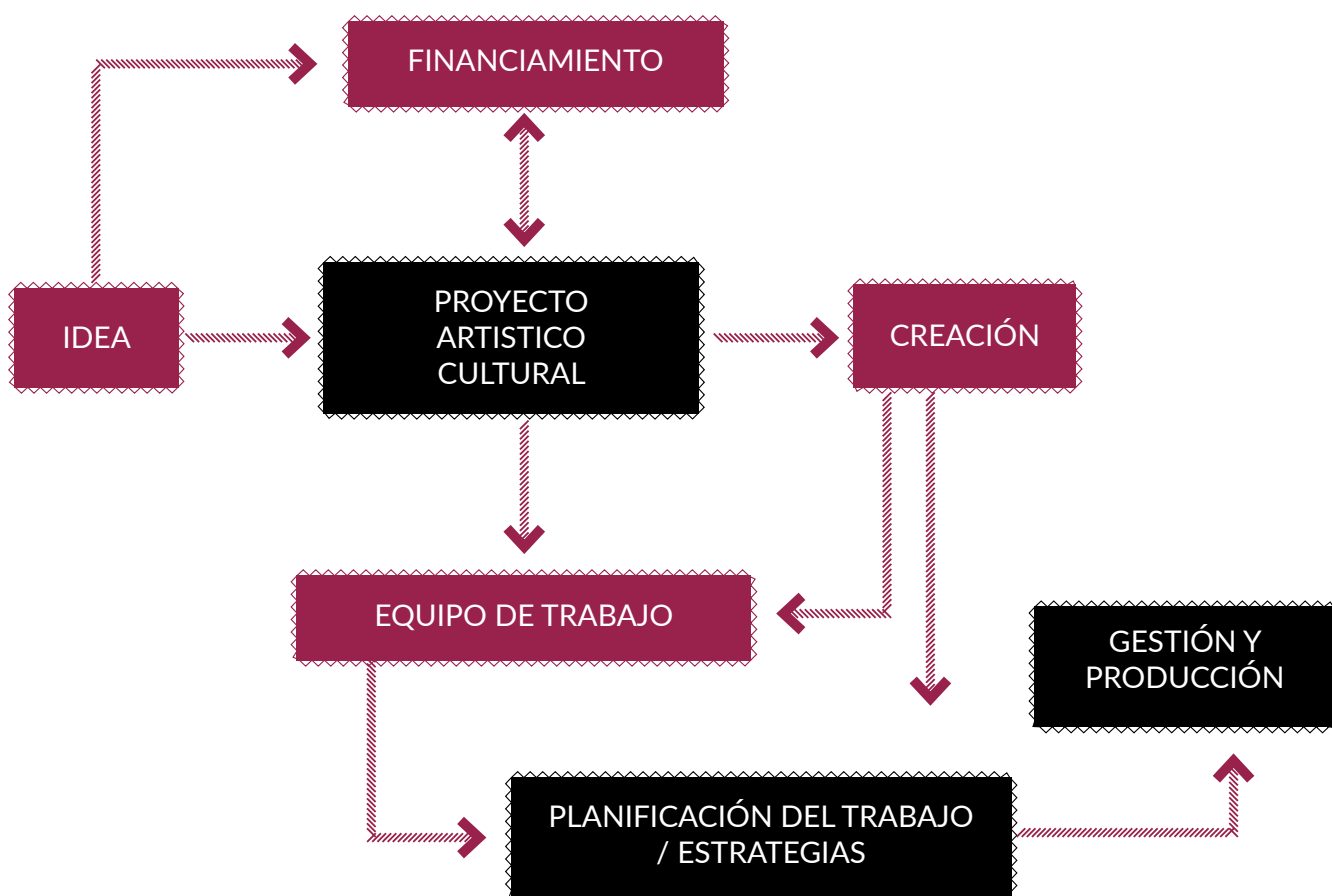 FINANCIAMIENTO
IDEA
PROYECTO
ARTISTICO
CULTURAL
CREACIÓN
EQUIPO DE TRABAJO
GESTIÓN Y
PRODUCCIÓN
PLANIFICACIÓN DEL TRABAJO
/ ESTRATEGIAS